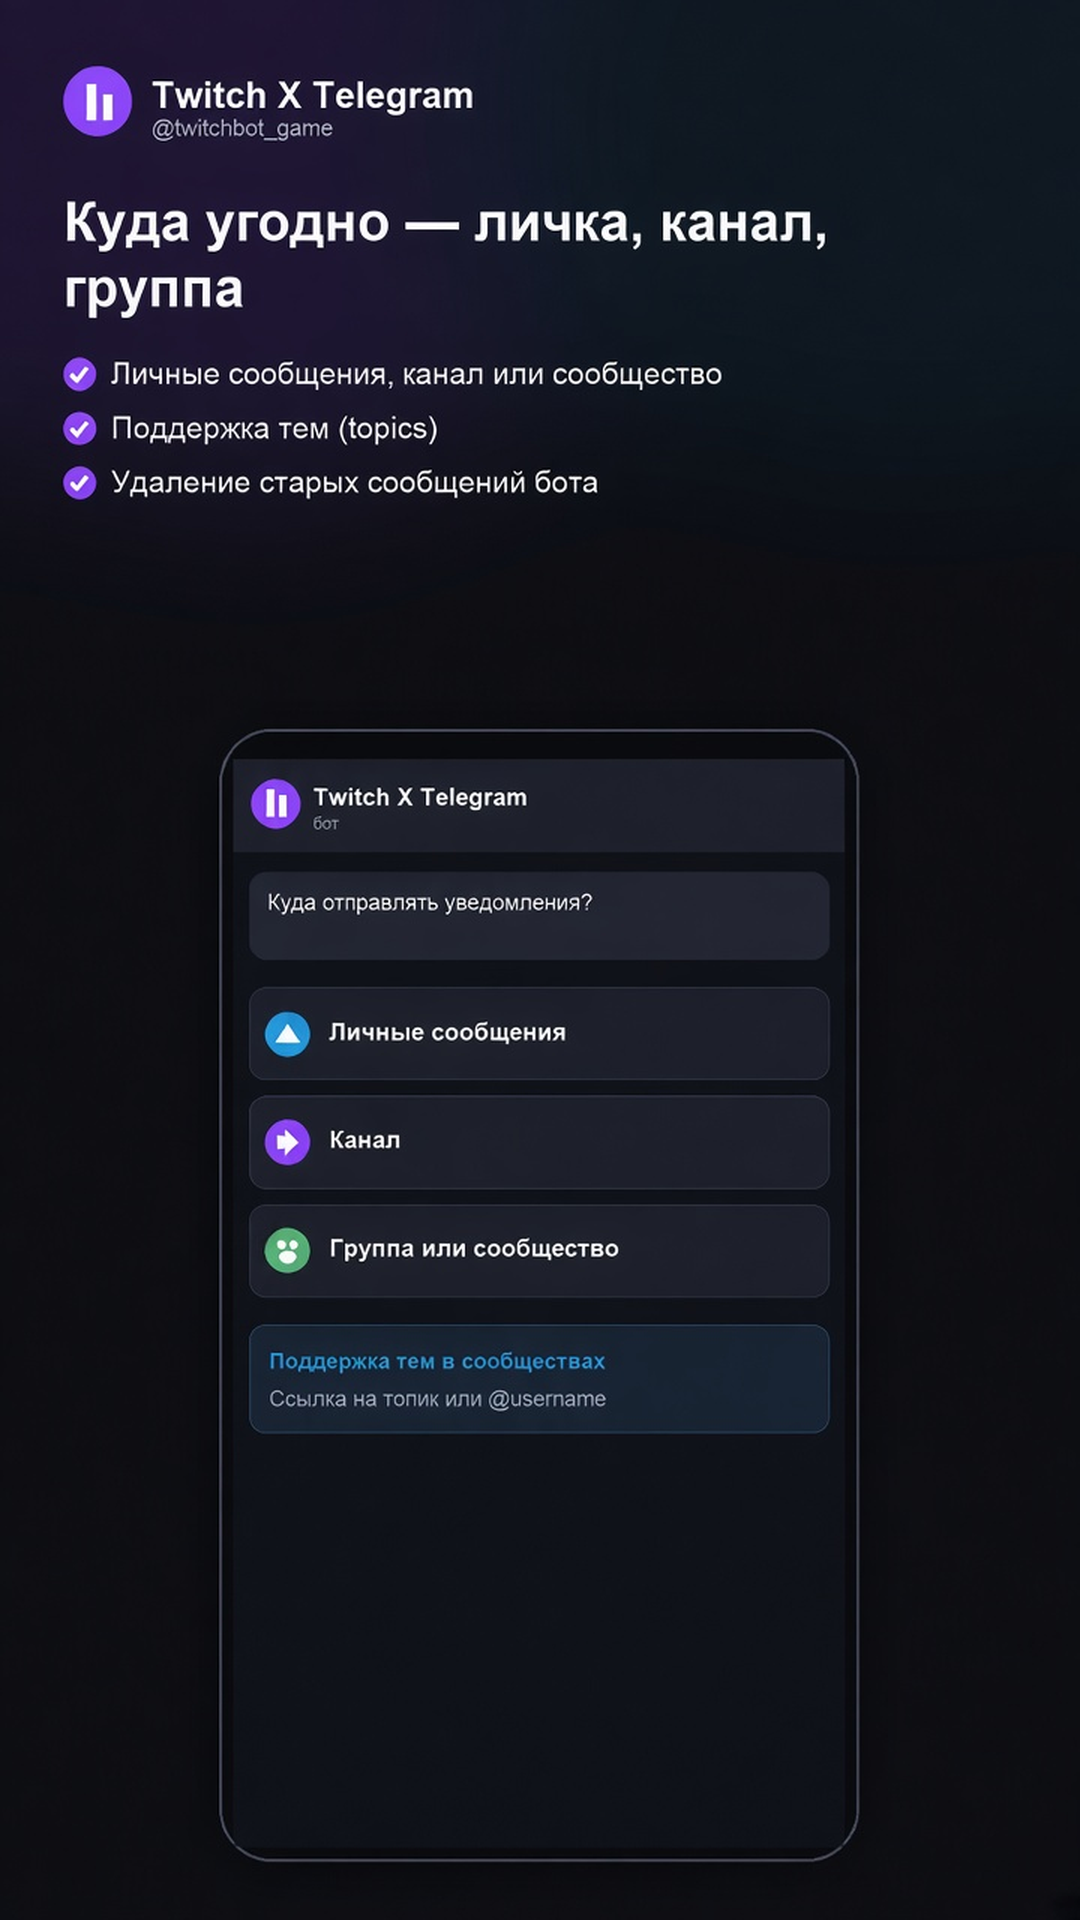 Twitch X Telegram
@twitchbot_game
Куда угодно — личка, канал,
группа
Личные сообщения, канал или сообщество
Поддержка тем (topics)
Удаление старых сообщений бота
Twitch X Telegram
бот
Куда отправлять уведомления?
Личные сообщения
Канал
Группа или сообщество
Поддержка тем в сообществах
Ссылка на топик или @username